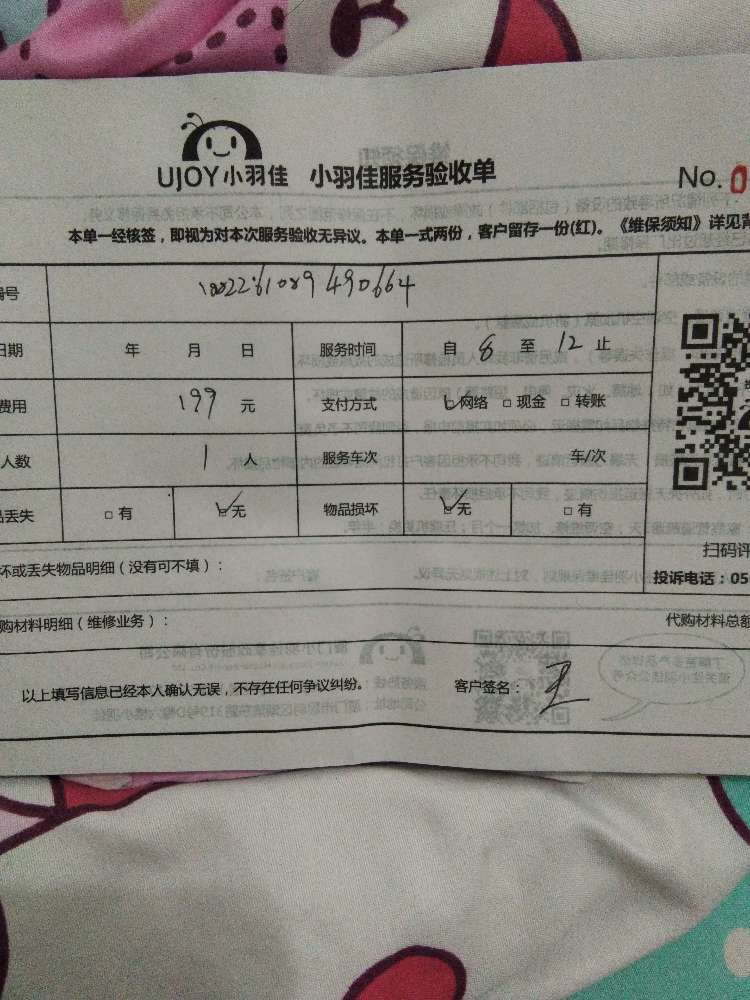 UJOY小羽佳 小羽佳服务验收单 No. 0
本单一经核签，即视为对本次服务验收无异议。本单一式两份，客户留存一份(红)。《维保须知》详见背
编号
日期 年 月 日 服务时间 自 8 至 12 止
费用 199 元 支付方式 网络 现金 转账
人数 1 人 服务车次 车/次
品丢失 有 无 物品损坏 无 有
扫码评
坏或丢失物品明细（没有可不填）： 投诉电话：05
购材料明细（维修业务）： 代购材料总额
以上填写信息已经本人确认无误，不存在任何争议纠纷。 客户签名： 王